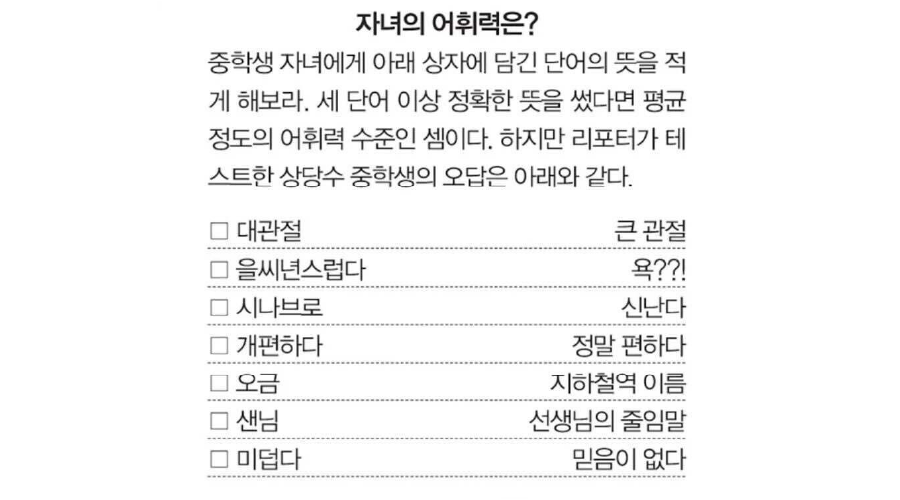 자녀의 어휘력은?
중학생 자녀에게 아래 상자에 담긴 단어의 뜻을 적
게 해보라. 세 단어 이상 정확한 뜻을 썼다면 평균
정도의 어휘력 수준인 셈이다. 하지만 리포터가 테
스트한 상당수 중학생의 오답은 아래와 같다.
□ 대관절 큰 관절
□ 을씨년스럽다 욕??!
□ 시나브로 신난다
□ 개편하다 정말 편하다
□ 오금 지하철역 이름
□ 샌님 선생님의 줄임말
□ 미덥다 믿음이 없다